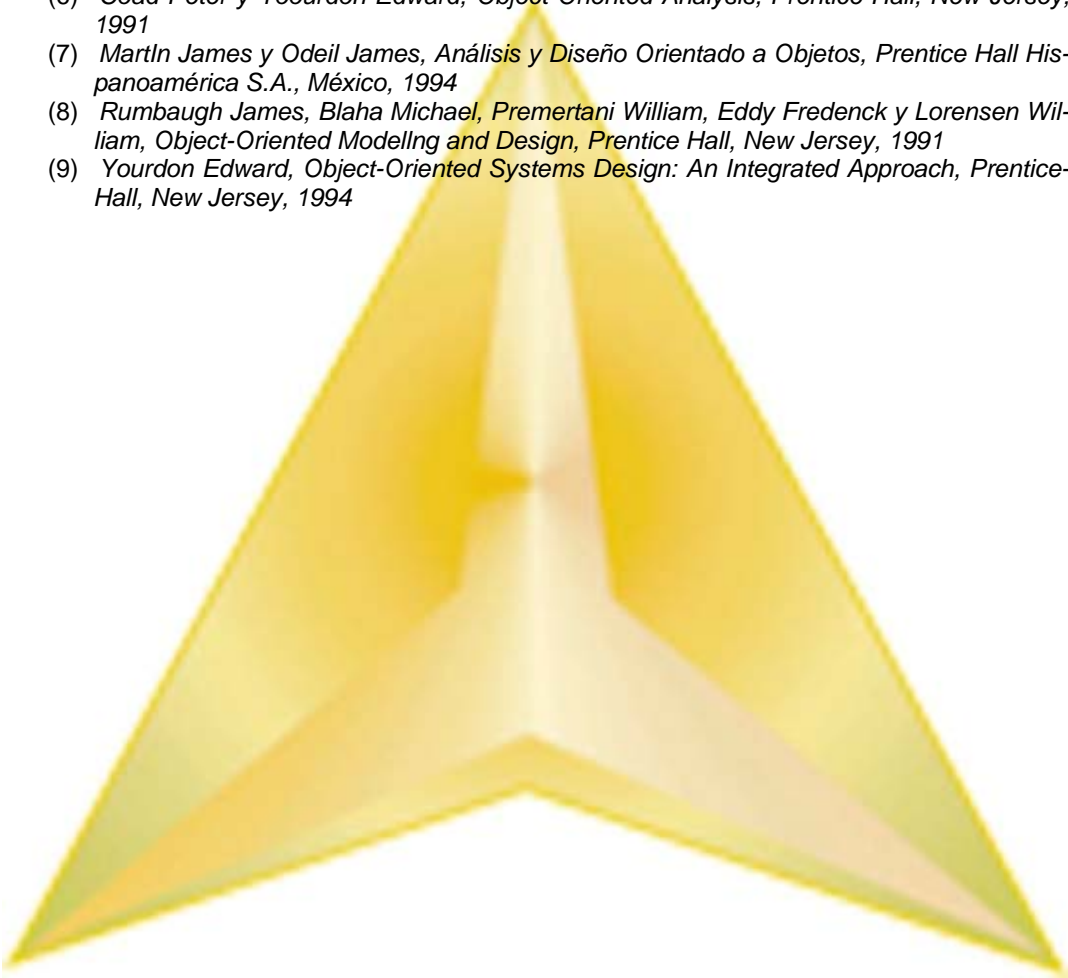 1991
(7) MartIn James y Odeil James, Análisis y Diseño Orientado a Objetos, Prentice Hall His-
panoamérica S.A., México, 1994
(8) Rumbaugh James, Blaha Michael, Premertani William, Eddy Fredenck y Lorensen Wil-
liam, Object-Oriented Modellng and Design, Prentice Hall, New Jersey, 1991
(9) Yourdon Edward, Object-Oriented Systems Design: An Integrated Approach, Prentice-
Hall, New Jersey, 1994